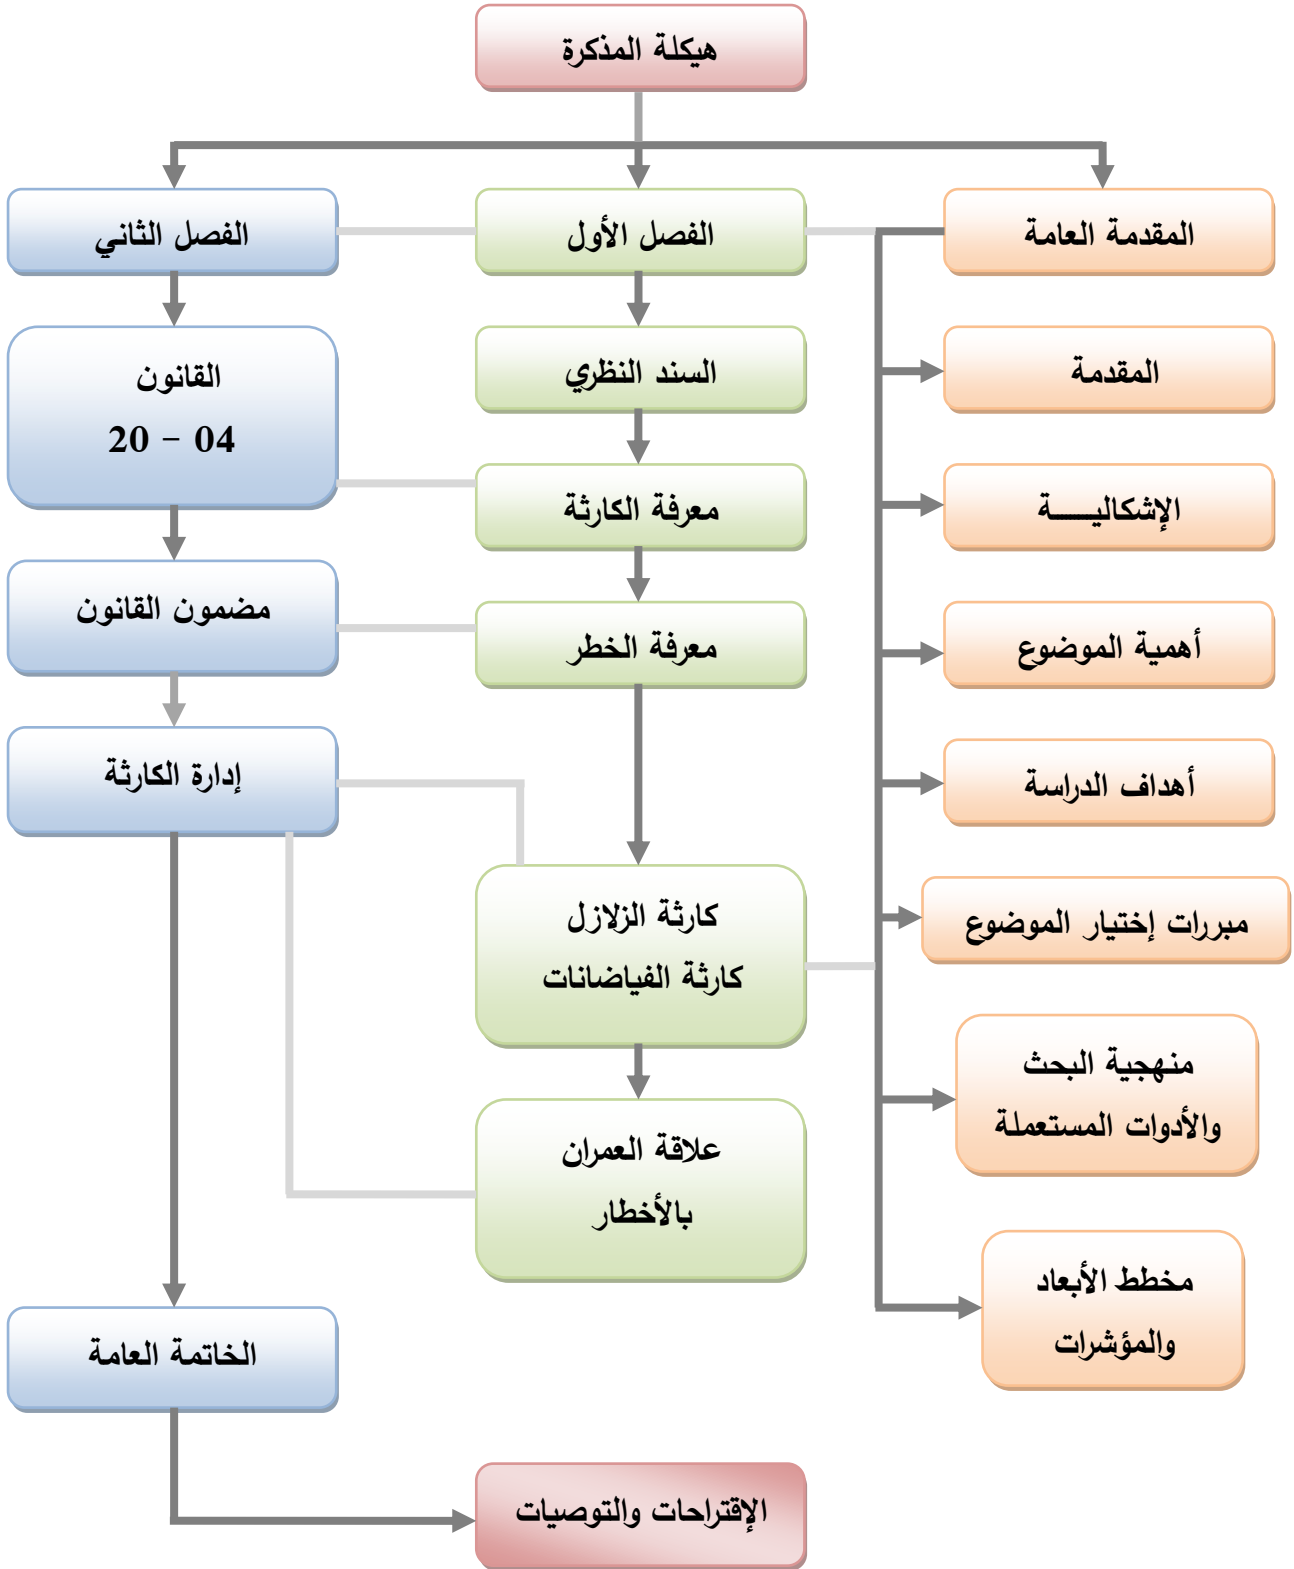 هيكلة المذكرة
المقدمة العامة
الفصل الأول
الفصل الثاني
المقدمة
السند النظري
القانون
20 – 04
الإشكاليـــــــة
معرفة الكارثة
مضمون القانون
أهمية الموضوع
معرفة الخطر
إدارة الكارثة
أهداف الدراسة
مبررات إختيار الموضوع
كارثة الزلازل
كارثة الفياضانات
منهجية البحث
والأدوات المستعملة
علاقة العمران
بالأخطار
مخطط الأبعاد
والمؤشرات
الخاتمة العامة
الإقتراحات والتوصيات